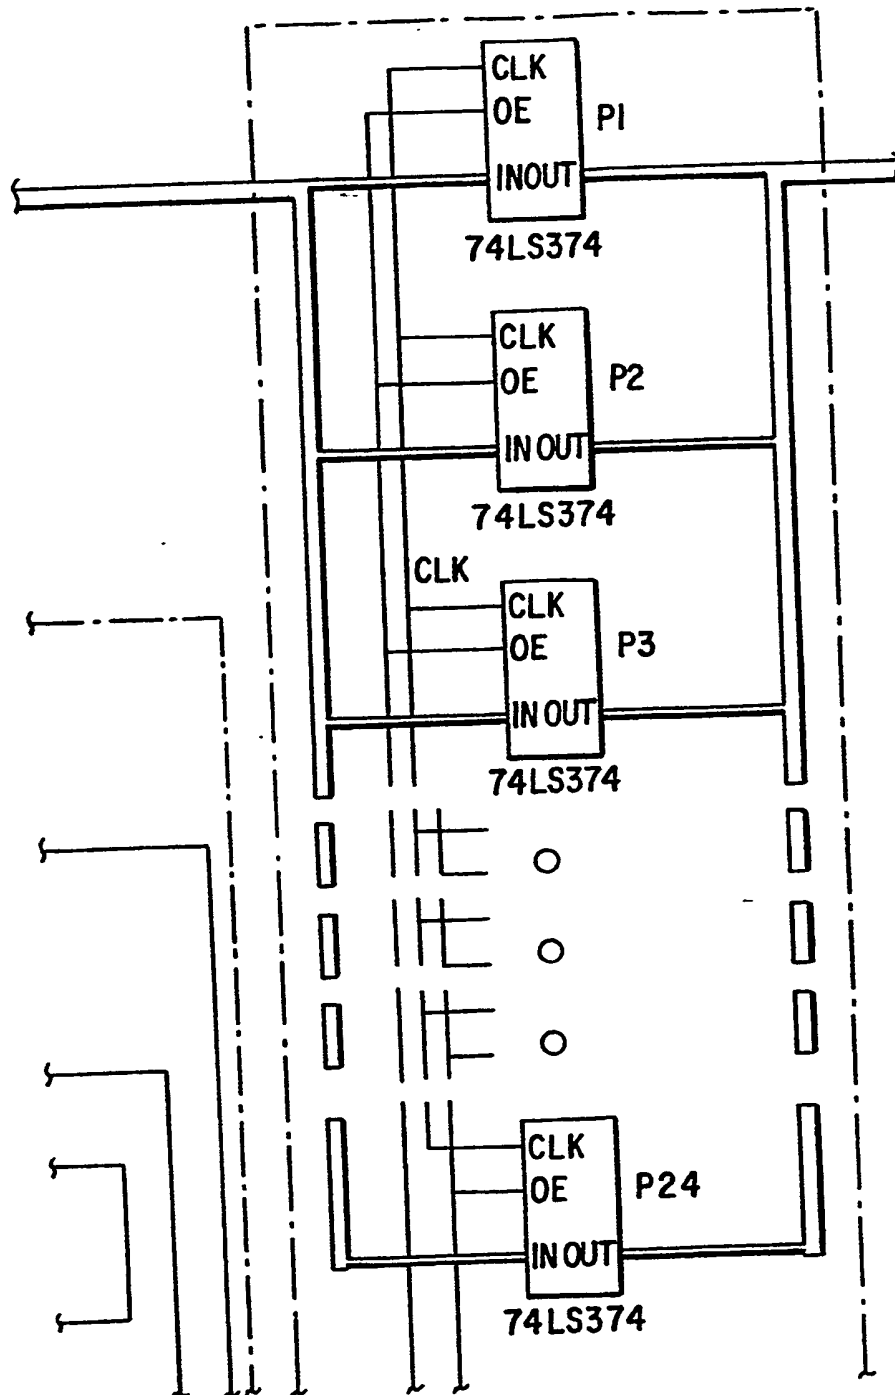 CLK
OE
P1
INOUT
74LS374
CLK
OE
P2
IN OUT
74LS374
CLK
CLK
OE
P3
IN OUT
74LS374
CLK
OE
P24
IN OUT
74LS374